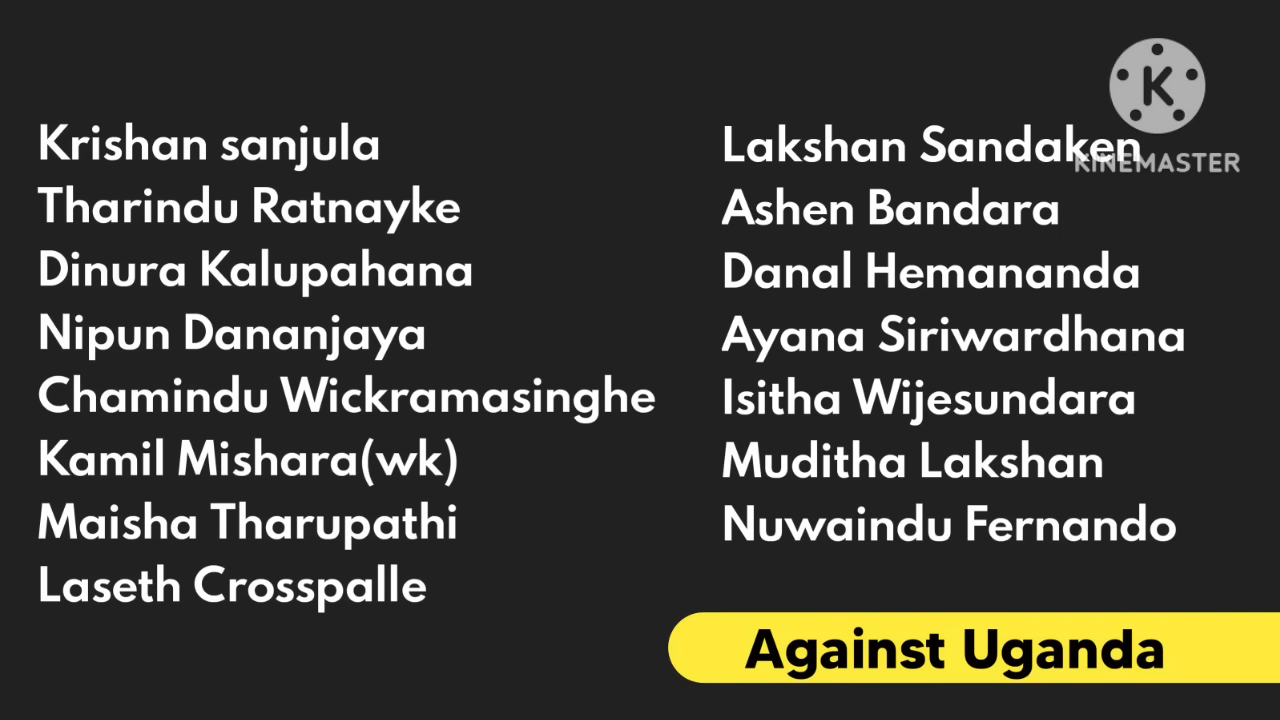 Krishan sanjula
Tharindu Ratnayke
Dinura Kalupahana
Nipun Dananjaya
Chamindu Wickramasinghe
Kamil Mishara(wk)
Maisha Tharupathi
Laseth Crosspalle
Lakshan Sandaken
Ashen Bandara
Danal Hemananda
Ayana Siriwardhana
Isitha Wijesundara
Muditha Lakshan
Nuwaindu Fernando
K
KINEMASTER
Against Uganda